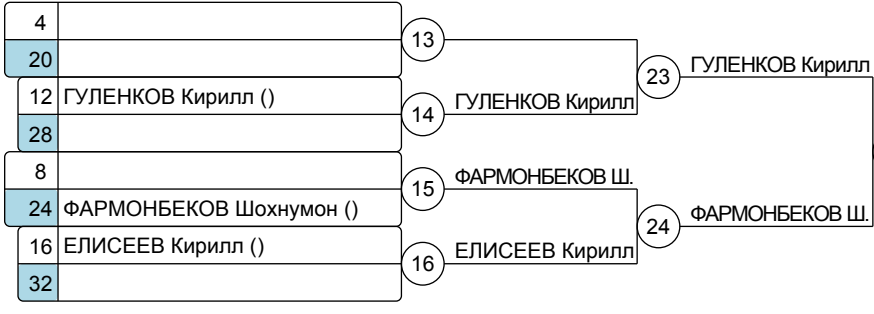 4
13
20
23
ГУЛЕНКОВ Кирилл
12 ГУЛЕНКОВ Кирилл ()
14
ГУЛЕНКОВ Кирилл
28
8
15
ФАРМОНБЕКОВ Ш.
24 ФАРМОНБЕКОВ Шохнумон ()
24
ФАРМОНБЕКОВ Ш.
16 ЕЛИСЕЕВ Кирилл ()
16
ЕЛИСЕЕВ Кирилл
32